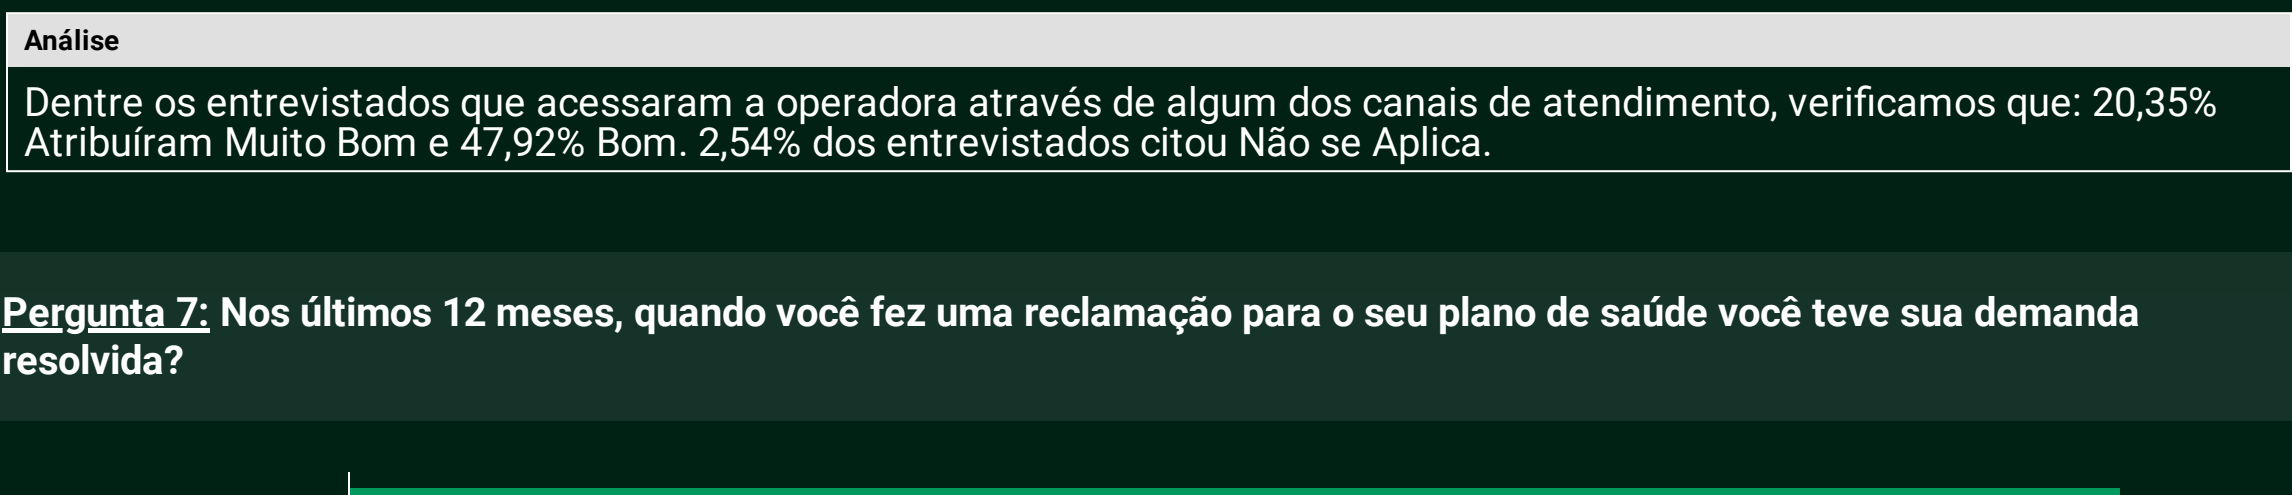 Análise
Dentre os entrevistados que acessaram a operadora através de algum dos canais de atendimento, verificamos que: 20,35%
Atribuíram Muito Bom e 47,92% Bom. 2,54% dos entrevistados citou Não se Aplica.
Pergunta 7: Nos últimos 12 meses, quando você fez uma reclamação para o seu plano de saúde você teve sua demanda
resolvida?